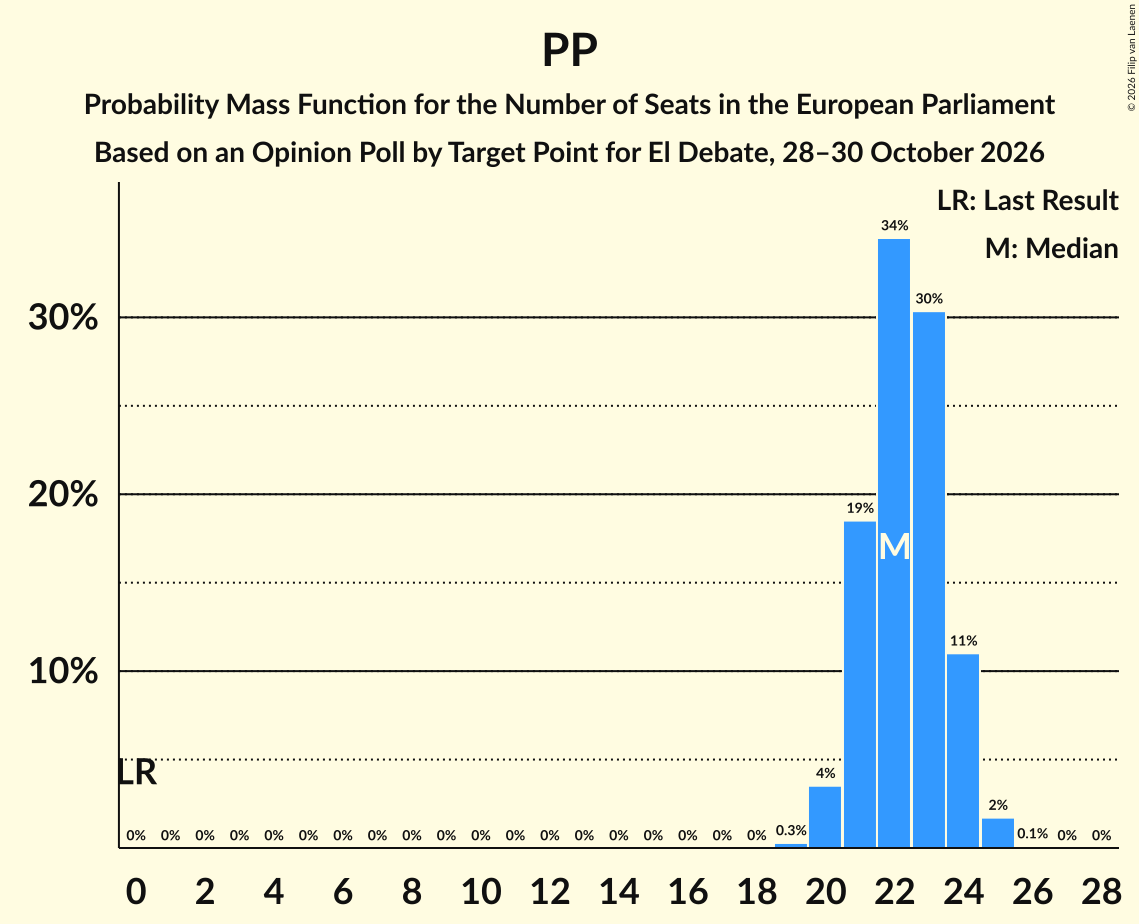 PP
Probability Mass Function for the Number of Seats in the European Parliament
Based on an Opinion Poll by Target Point for El Debate, 28–30 October 2026
© 2026 Filip van Laenen
LR: Last Result
M: Median
34%
30%
30%
20%
19%
M
11%
10%
LR
4%
2%
0% 0% 0% 0% 0% 0% 0% 0% 0% 0% 0% 0% 0% 0% 0% 0% 0% 0% 0% 0.3% 0.1% 0% 0%
0 2 4 6 8 10 12 14 16 18 20 22 24 26 28